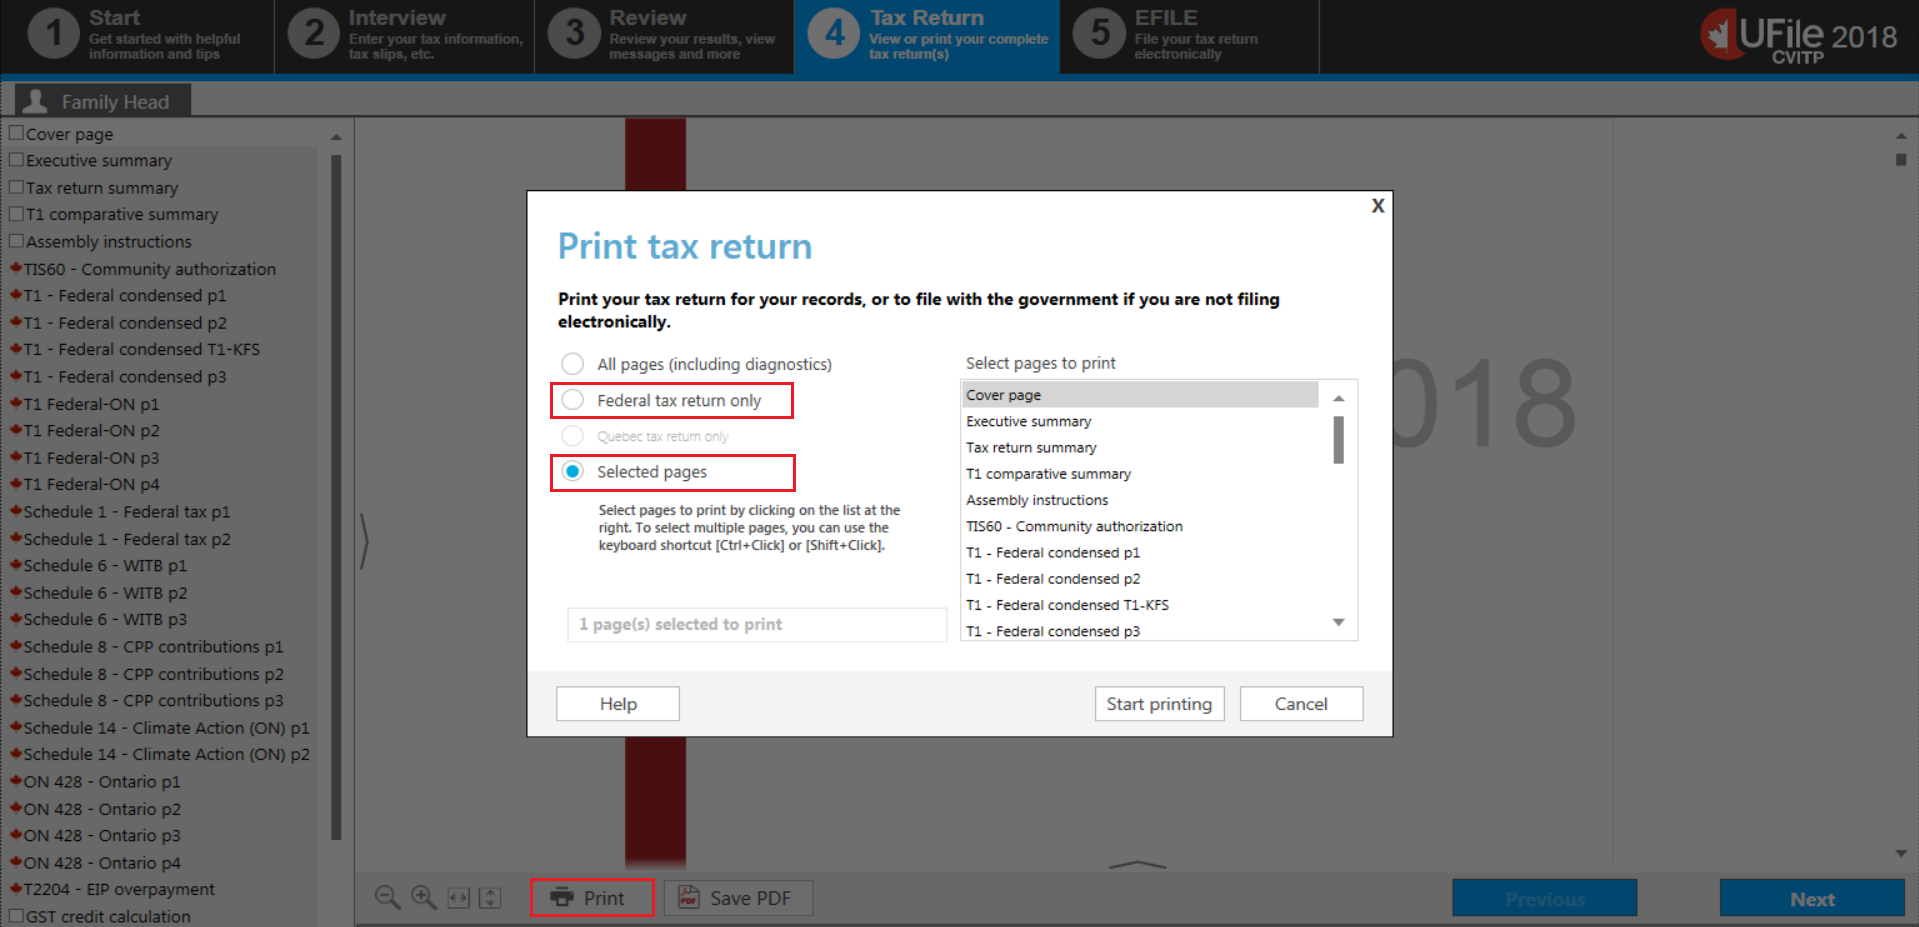 1
Start
Get started with helpful
information and tips
2
Interview
Enter your tax information,
tax slips, etc.
3
Review
Review your results, view
messages and more
4
Tax Return
View or print your complete
tax return(s)
5
EFILE
File your tax return
electronically
UFile 2018
CVITP
Family Head
Cover page
Executive summary
Tax return summary
T1 comparative summary
Assembly instructions
TIS60 - Community authorization
T1 - Federal condensed p1
T1 - Federal condensed p2
T1 - Federal condensed T1-KFS
T1 - Federal condensed p3
T1 Federal-ON p1
T1 Federal-ON p2
T1 Federal-ON p3
T1 Federal-ON p4
Schedule 1 - Federal tax p1
Schedule 1 - Federal tax p2
Schedule 6 - WITB p1
Schedule 6 - WITB p2
Schedule 6 - WITB p3
Schedule 8 - CPP contributions p1
Schedule 8 - CPP contributions p2
Schedule 8 - CPP contributions p3
Schedule 14 - Climate Action (ON) p1
Schedule 14 - Climate Action (ON) p2
ON 428 - Ontario p1
ON 428 - Ontario p2
ON 428 - Ontario p3
ON 428 - Ontario p4
T2204 - EIP overpayment
GST credit calculation
018
X
Print tax return
Print your tax return for your records, or to file with the government if you are not filing
electronically.
All pages (including diagnostics)
Federal tax return only
Quebec tax return only
Selected pages
Select pages to print by clicking on the list at the
right. To select multiple pages, you can use the
keyboard shortcut [Ctrl+Click] or [Shift+Click].
1 page(s) selected to print
Select pages to print
Cover page
Executive summary
Tax return summary
T1 comparative summary
Assembly instructions
TIS60 - Community authorization
T1 - Federal condensed p1
T1 - Federal condensed p2
T1 - Federal condensed T1-KFS
T1 - Federal condensed p3
Help
Start printing
Cancel
Print
PDF
Save PDF
Previous
Next